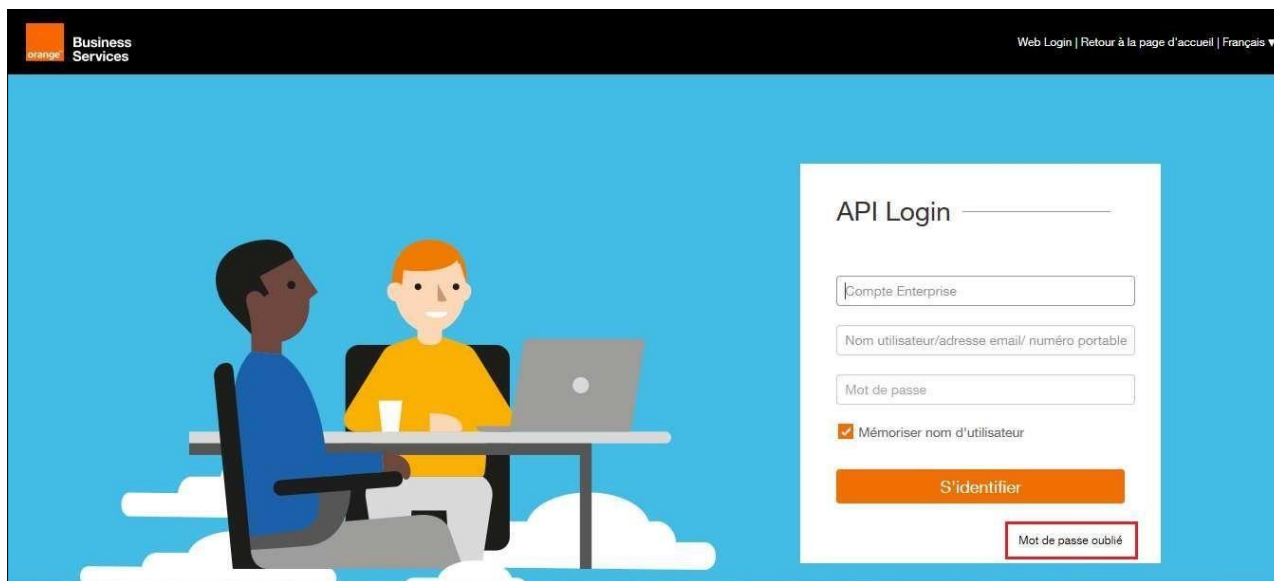 orange™
Business
Services
Web Login | Retour à la page d'accueil | Français ▼
API Login
Compte Enterprise
Nom utilisateur/adresse email/ numéro portable
Mot de passe
Mémoriser nom d'utilisateur
S'identifier
Mot de passe oublié